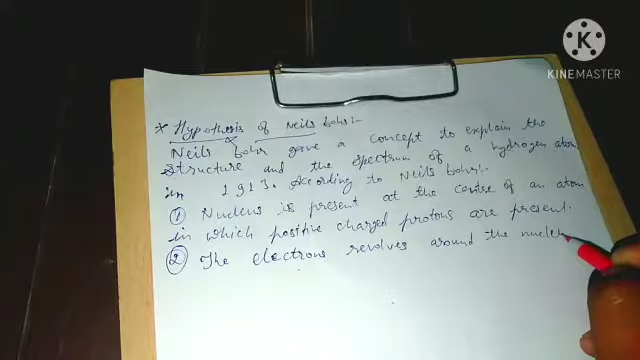 * Hypothesis of Neils bohr:-
Neils bohr gave a concept to explain the
structure and the spectrum of a hydrogen atom
in 1913. According to Neils bohr:.
① Nucleus is present at the centre of an atom
in which positive charged protons are present.
② The electrons revolves around the nucleu
K
KINEMASTER